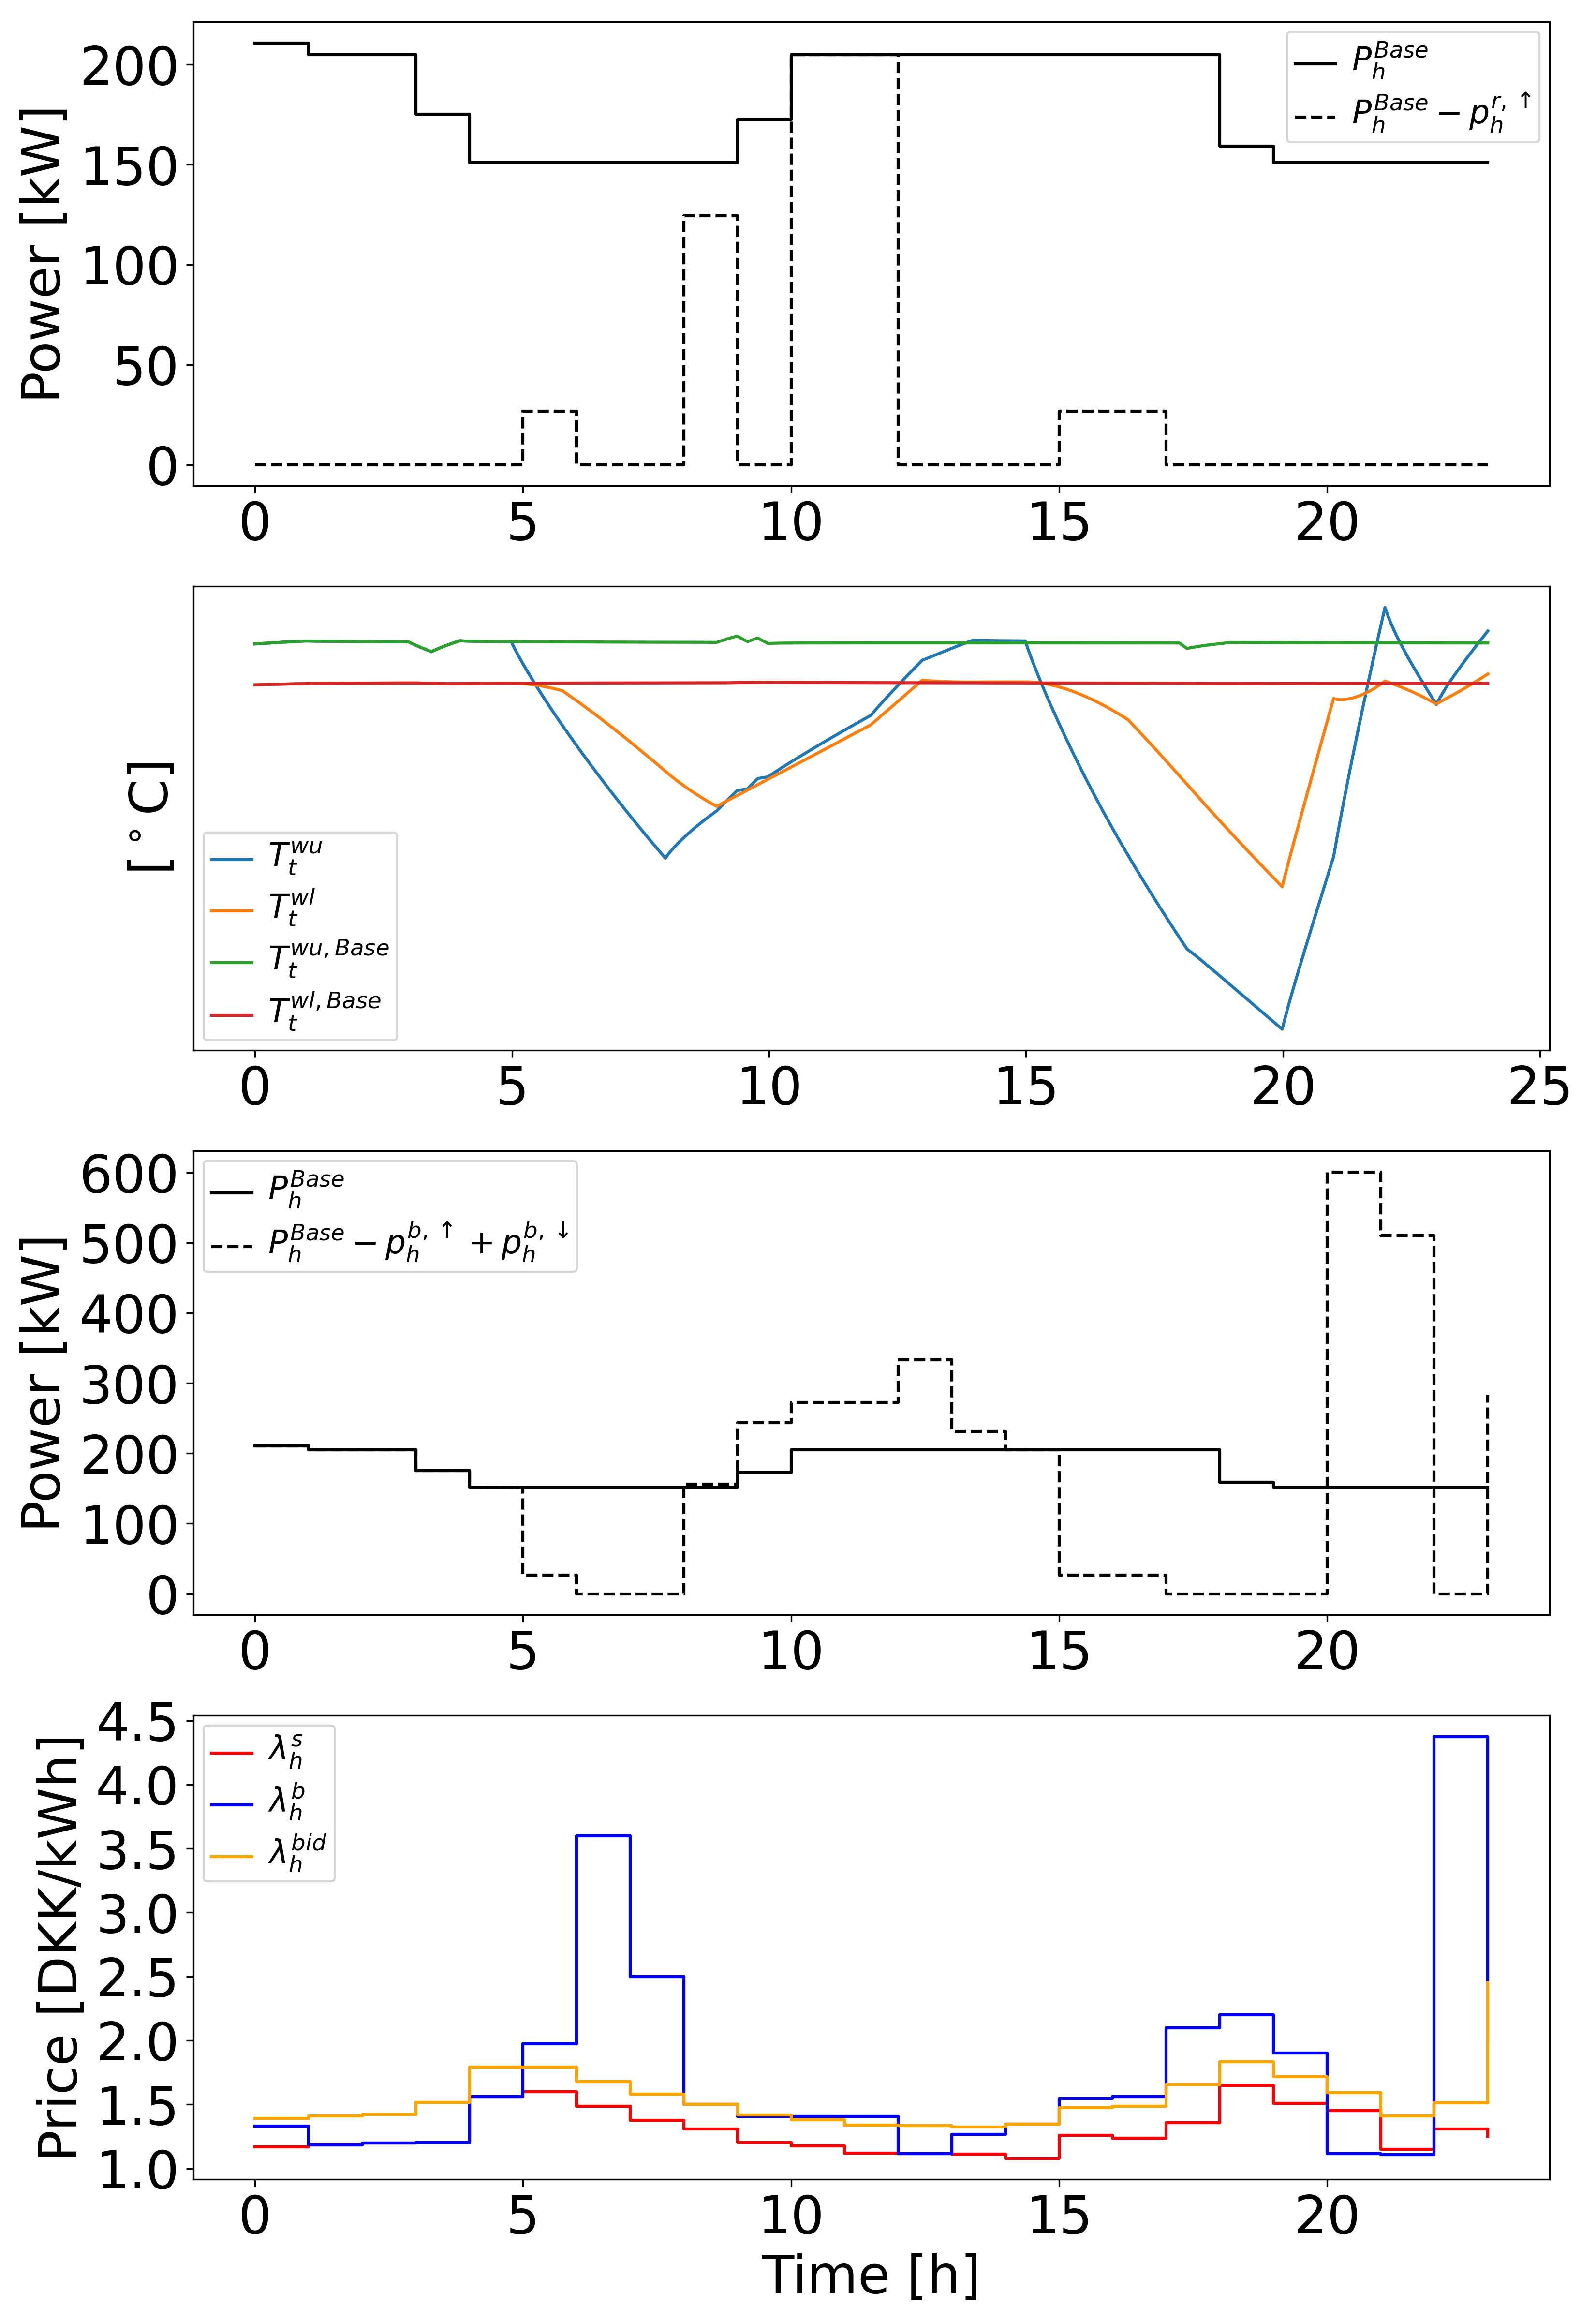 Power [kW]
200
150
100
50
0
P_h^{Base}
P_h^{Base} − p_h^{r,↑}
0 5 10 15 20
[°C]
T_t^{wu}
T_t^{wl}
T_t^{wu,Base}
T_t^{wl,Base}
0 5 10 15 20 25
Power [kW]
600
500
400
300
200
100
0
P_h^{Base}
P_h^{Base} − p_h^{b,↑} + p_h^{b,↓}
0 5 10 15 20
Price [DKK/kWh]
4.5
4.0
3.5
3.0
2.5
2.0
1.5
1.0
λ_h^s
λ_h^b
λ_h^{bid}
0 5 10 15 20
Time [h]